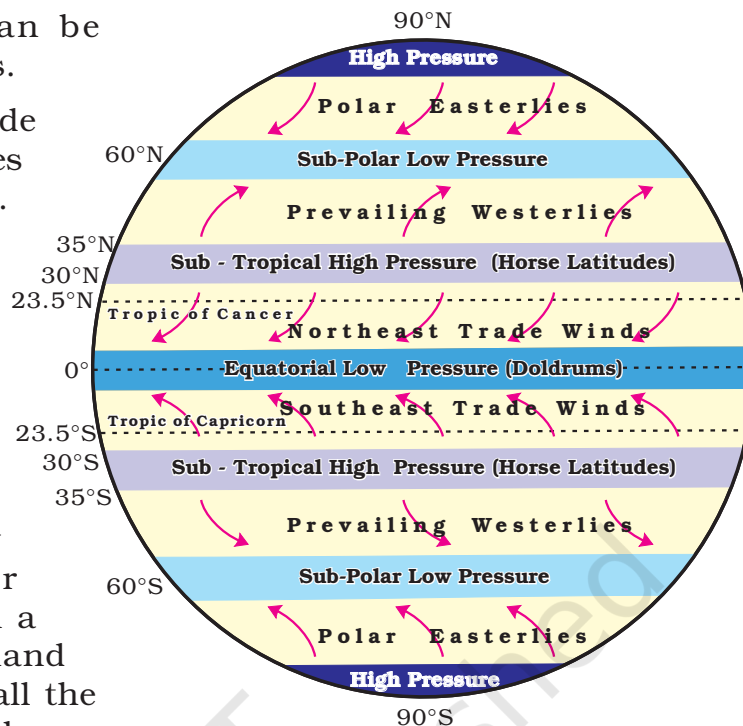 an be
s.
de
es
.
r
a
and
all the
90°N
High Pressure
Polar Easterlies
60°N
Sub-Polar Low Pressure
Prevailing Westerlies
35°N
Sub - Tropical High Pressure (Horse Latitudes)
30°N
23.5°N
Tropic of Cancer
Northeast Trade Winds
0°
Equatorial Low Pressure (Doldrums)
Southeast Trade Winds
Tropic of Capricorn
23.5°S
30°S
Sub - Tropical High Pressure (Horse Latitudes)
35°S
Prevailing Westerlies
60°S
Sub-Polar Low Pressure
Polar Easterlies
High Pressure
90°S